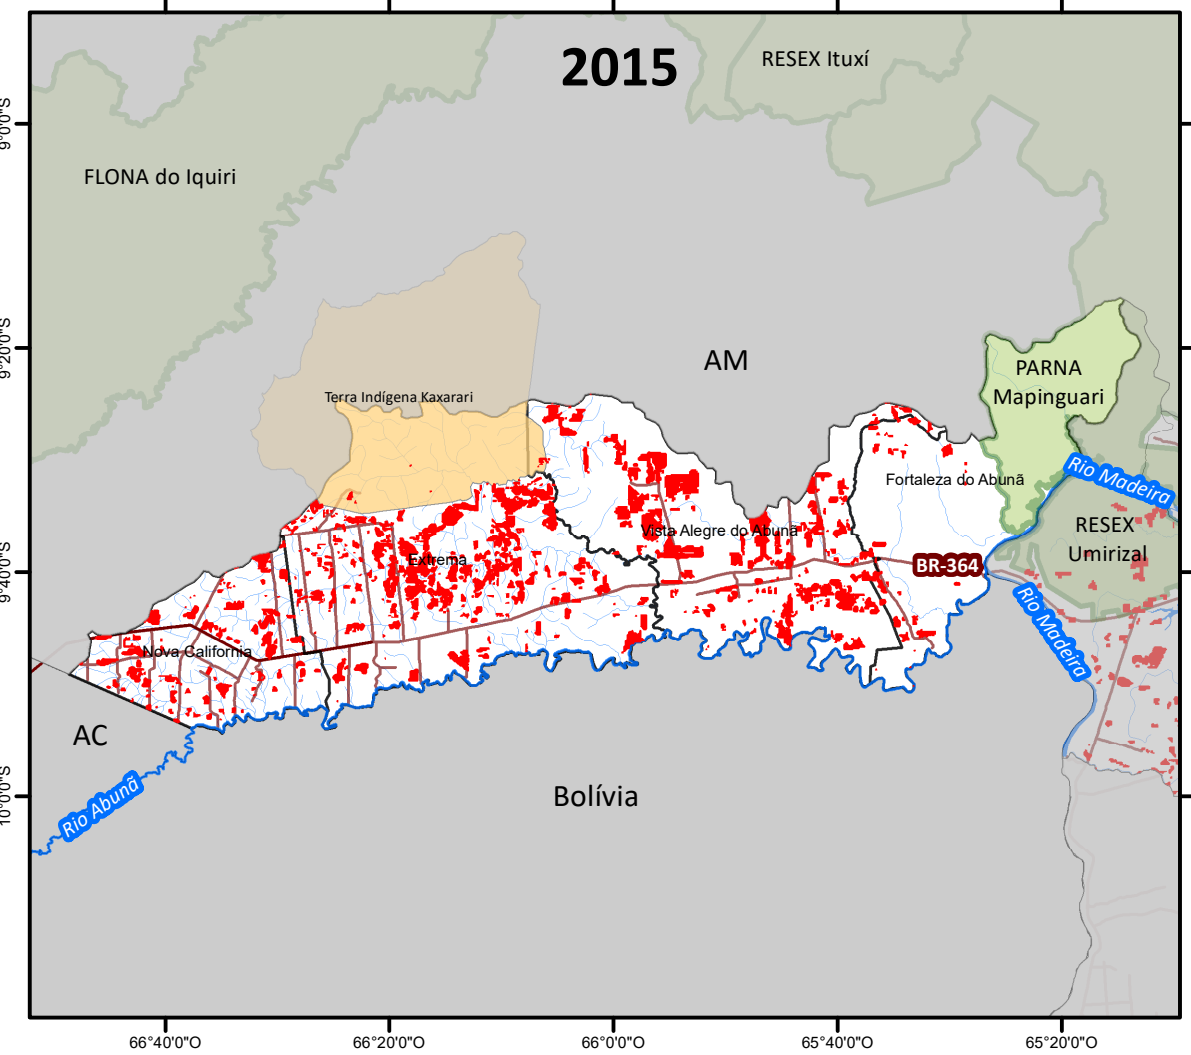 2015
RESEX Ituxí
FLONA do Iquiri
AM
PARNA
Mapinguari
Terra Indígena Kaxarari
Rio Madeira
Fortaleza do Abunã
RESEX
Umirizal
Vista Alegre do Abunã
Extrema
BR-364
Rio Madeira
Nova California
AC
Rio Abunã
Bolívia
9°0'0"S
9°20'0"S
9°40'0"S
10°0'0"S
66°40'0"O
66°20'0"O
66°0'0"O
65°40'0"O
65°20'0"O